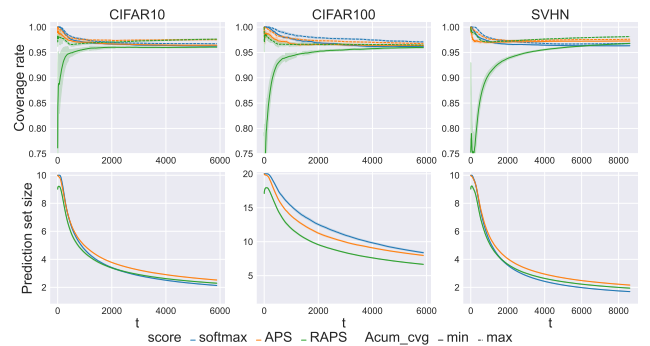 CIFAR10 CIFAR100 SVHN
Coverage rate
1.00 1.00 1.00
0.95 0.95 0.95
0.90 0.90 0.90
0.85 0.85 0.85
0.80 0.80 0.80
0.75 0.75 0.75
0 2000 4000 6000 0 2000 4000 6000 0 2000 4000 6000 8000
Prediction set size
10 20 10
8 15 8
6 10 6
4 5 4
2 2
0 2000 4000 6000 0 2000 4000 6000 0 2000 4000 6000 8000
t t t
score softmax APS RAPS Acum_cvg min max